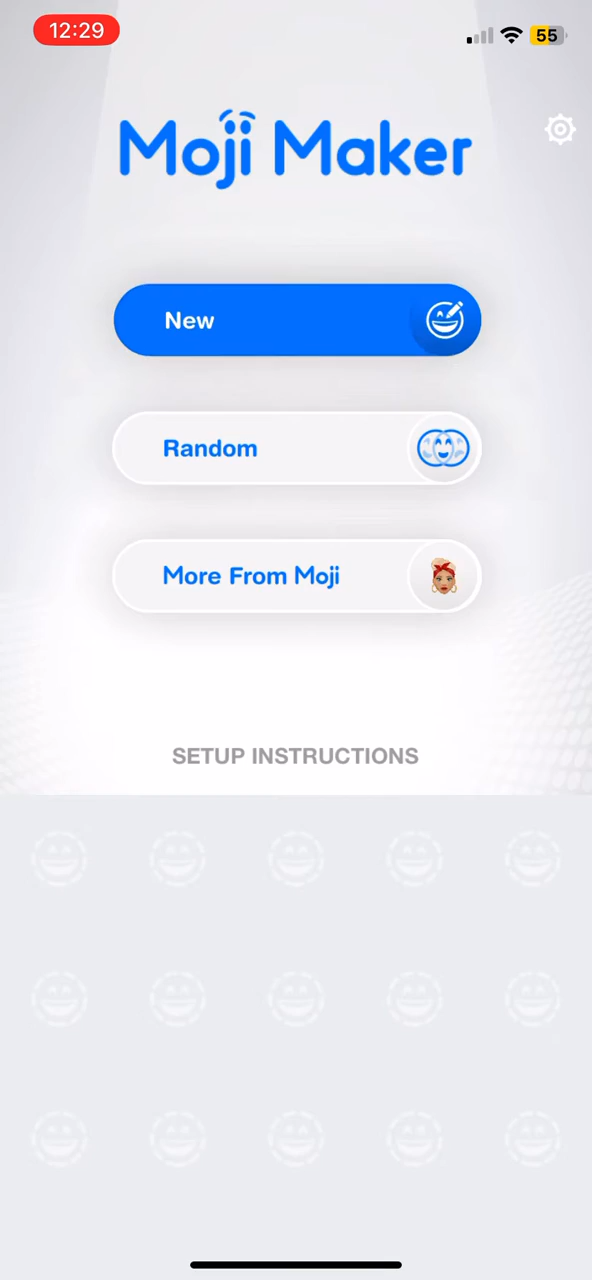 12:29
55
Moji Maker
New
Random
More From Moji
SETUP INSTRUCTIONS